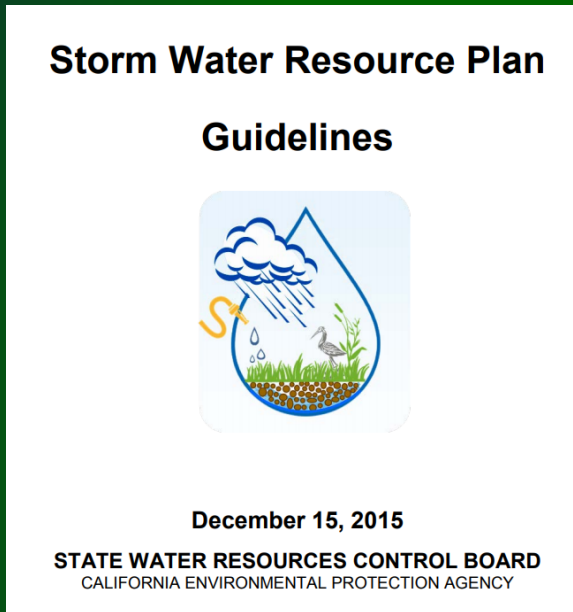 Storm Water Resource Plan
Guidelines
December 15, 2015
STATE WATER RESOURCES CONTROL BOARD
CALIFORNIA ENVIRONMENTAL PROTECTION AGENCY